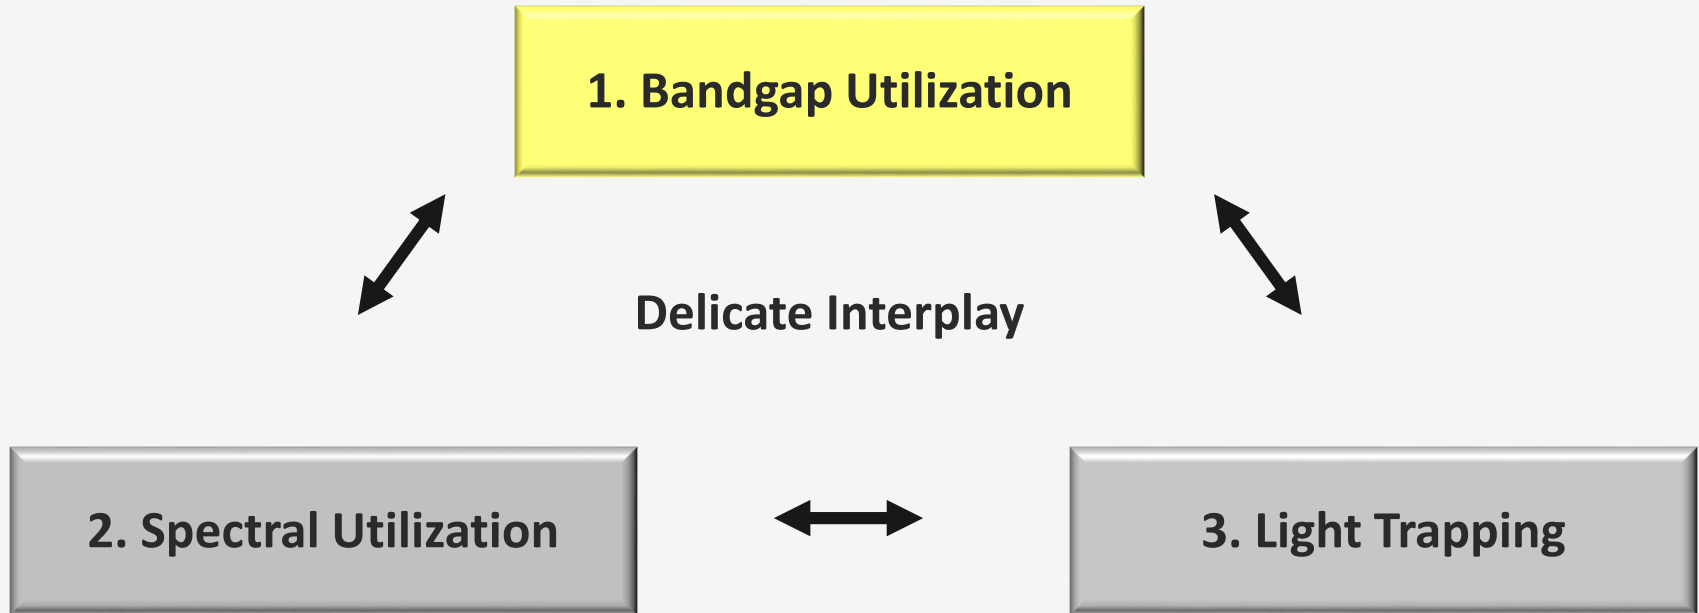 1. Bandgap Utilization
Delicate Interplay
2. Spectral Utilization
3. Light Trapping